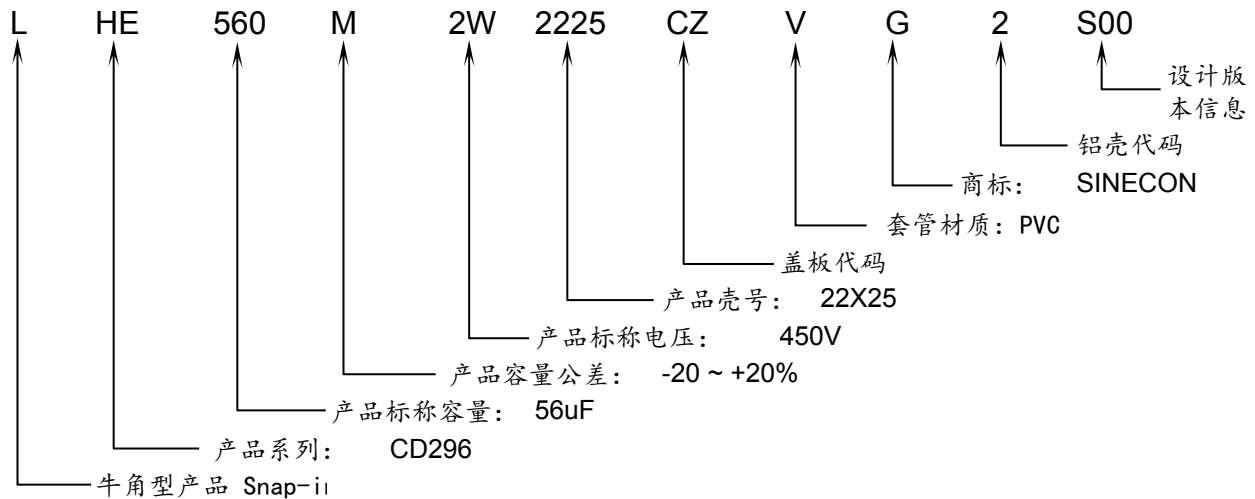 L HE 560 M 2W 2225 CZ V G 2 S00
设计版
本信息
铝壳代码
商标： SINECON
套管材质：PVC
盖板代码
产品壳号： 22X25
产品标称电压： 450V
产品容量公差： -20 ~ +20%
产品标称容量： 56uF
产品系列： CD296
牛角型产品